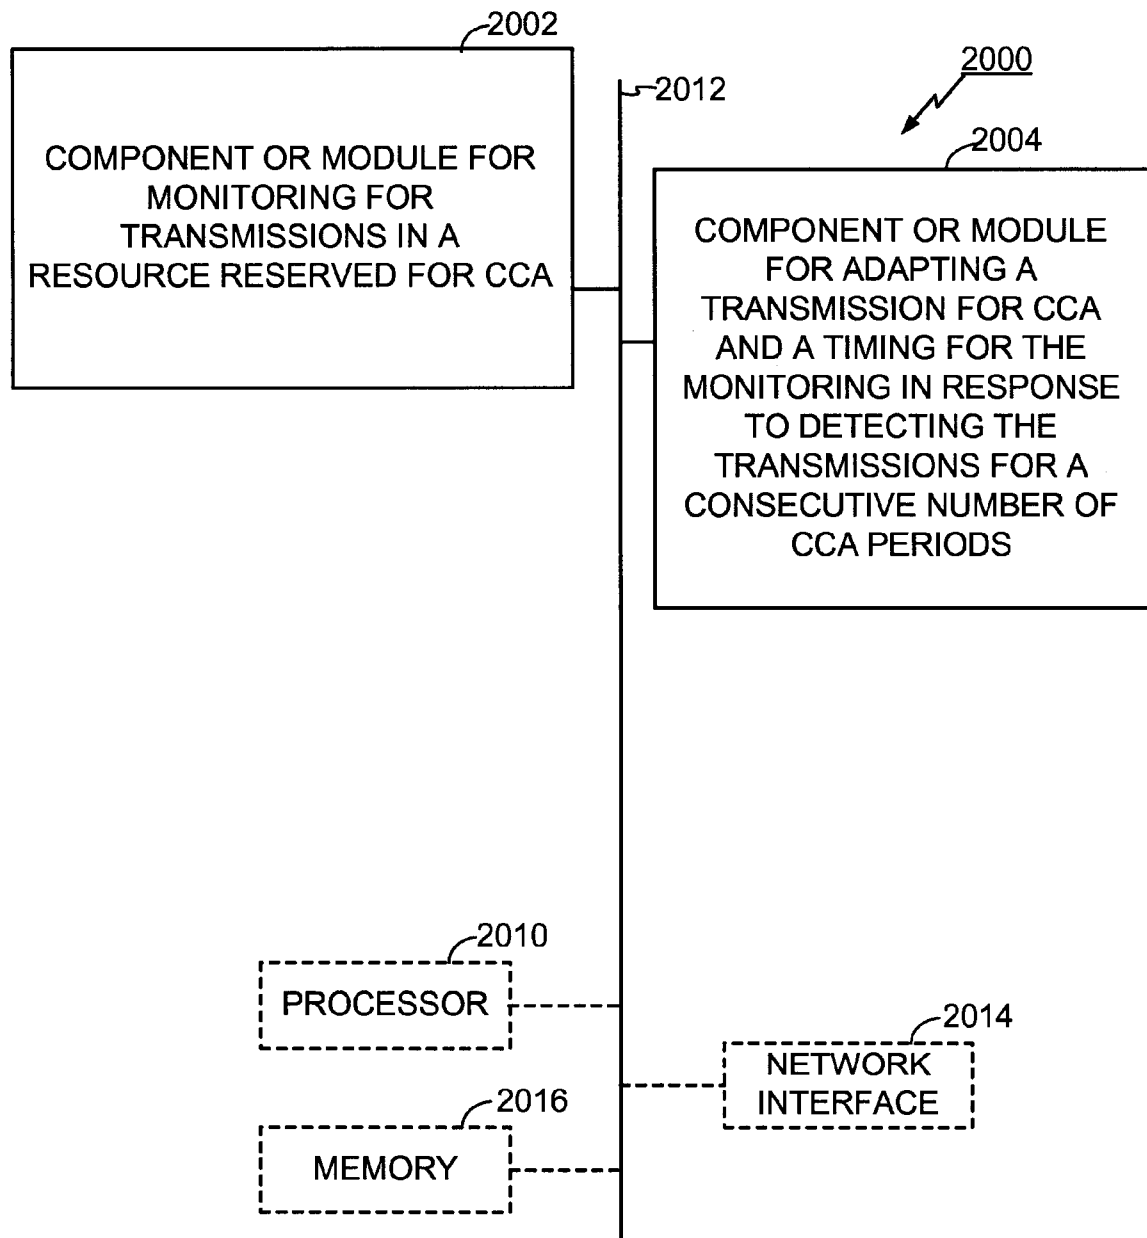 2002
COMPONENT OR MODULE FOR
MONITORING FOR
TRANSMISSIONS IN A
RESOURCE RESERVED FOR CCA
2012
2000
2004
COMPONENT OR MODULE
FOR ADAPTING A
TRANSMISSION FOR CCA
AND A TIMING FOR THE
MONITORING IN RESPONSE
TO DETECTING THE
TRANSMISSIONS FOR A
CONSECUTIVE NUMBER OF
CCA PERIODS
2010
PROCESSOR
2014
NETWORK
INTERFACE
2016
MEMORY